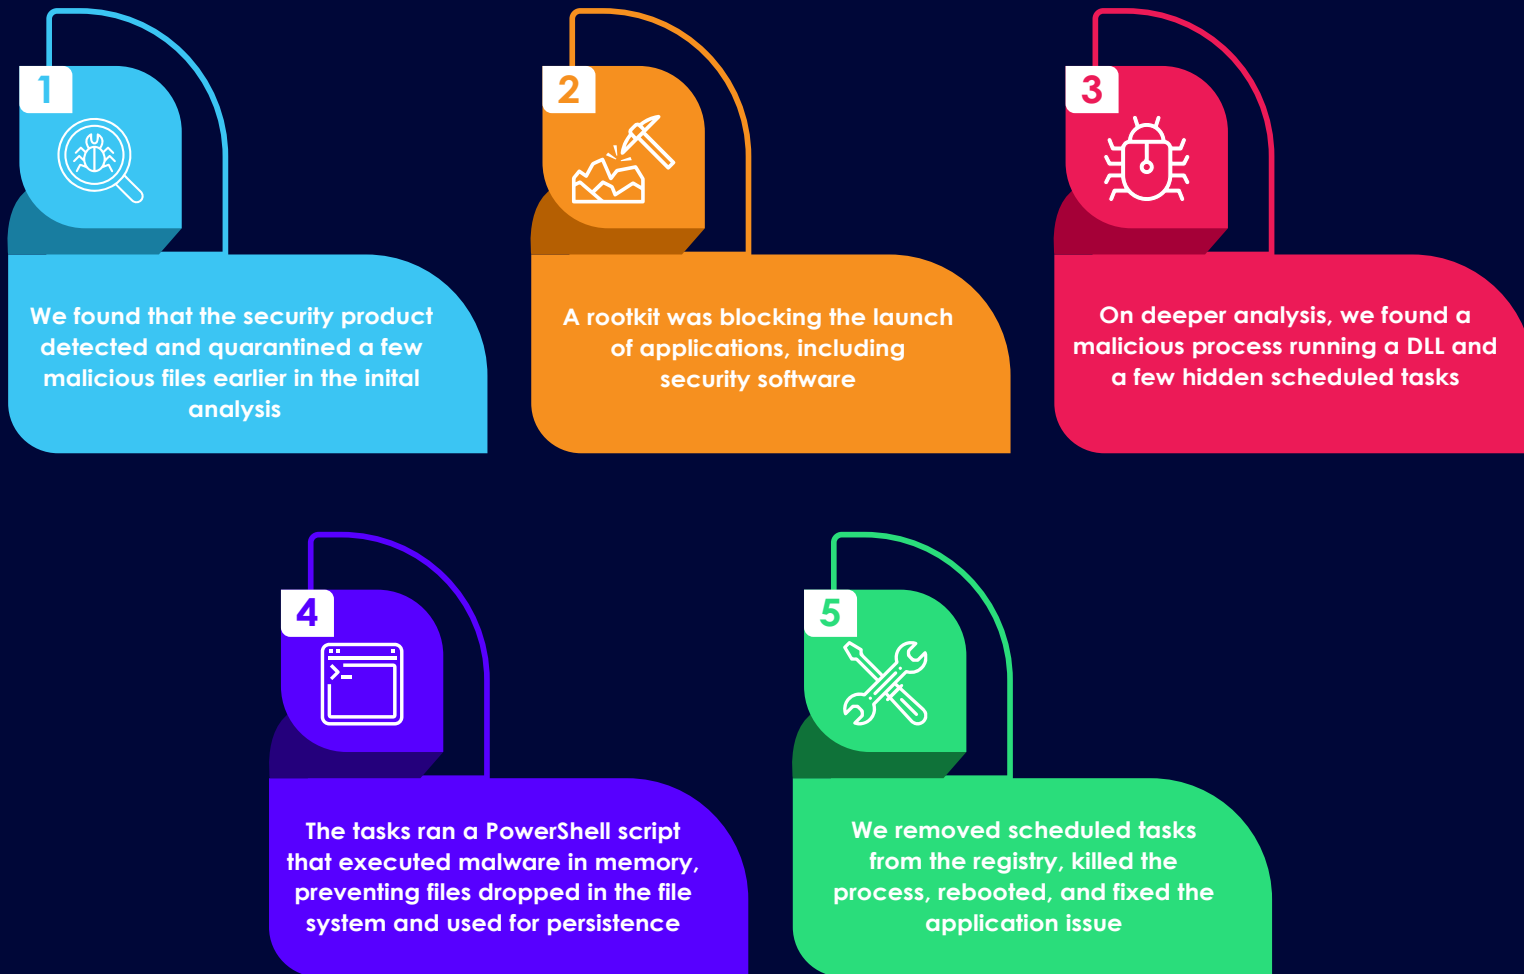 1
We found that the security product
detected and quarantined a few
malicious files earlier in the inital
analysis
2
A rootkit was blocking the launch
of applications, including
security software
3
On deeper analysis, we found a
malicious process running a DLL and
a few hidden scheduled tasks
4
The tasks ran a PowerShell script
that executed malware in memory,
preventing files dropped in the file
system and used for persistence
5
We removed scheduled tasks
from the registry, killed the
process, rebooted, and fixed the
application issue